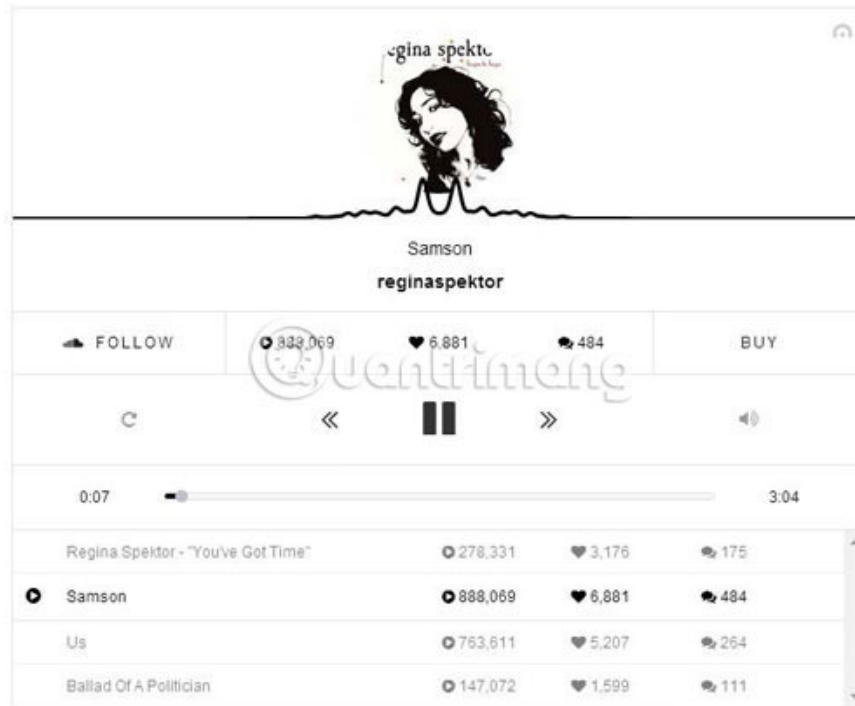 regina spektor
Samson
reginaspektor
FOLLOW 888,069 6,881 484 BUY
Quantrimang
0:07 3:04
Regina Spektor - "You've Got Time" 278,331 3,176 175
Samson 888,069 6,881 484
Us 763,611 5,207 264
Ballad Of A Politician 147,072 1,599 111